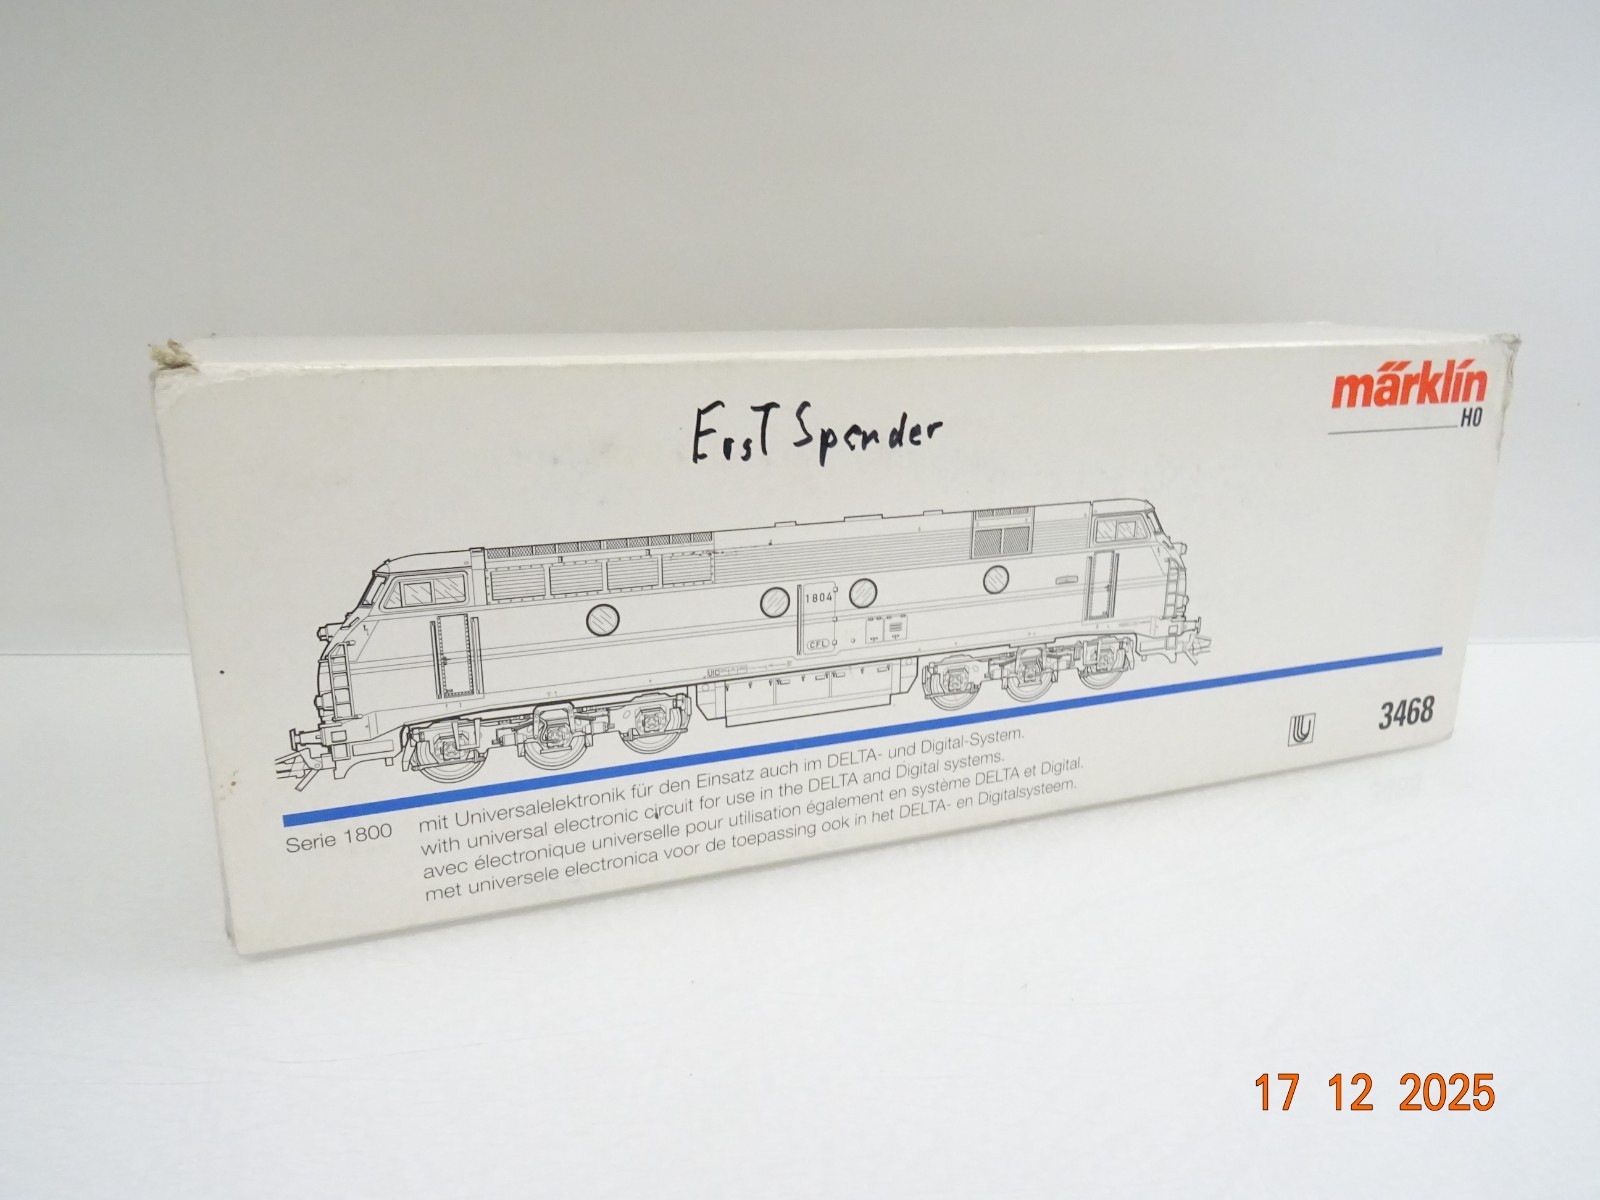 märklin
H0
ErsT Spender
1804
CFL
3468
Serie 1800
mit Universalelektronik für den Einsatz auch im DELTA- und Digital-System.
with universal electronic circuit for use in the DELTA and Digital systems.
avec électronique universelle pour utilisation également en système DELTA et Digital.
met universele electronica voor de toepassing ook in het DELTA- en Digitalsysteem.
17 12 2025